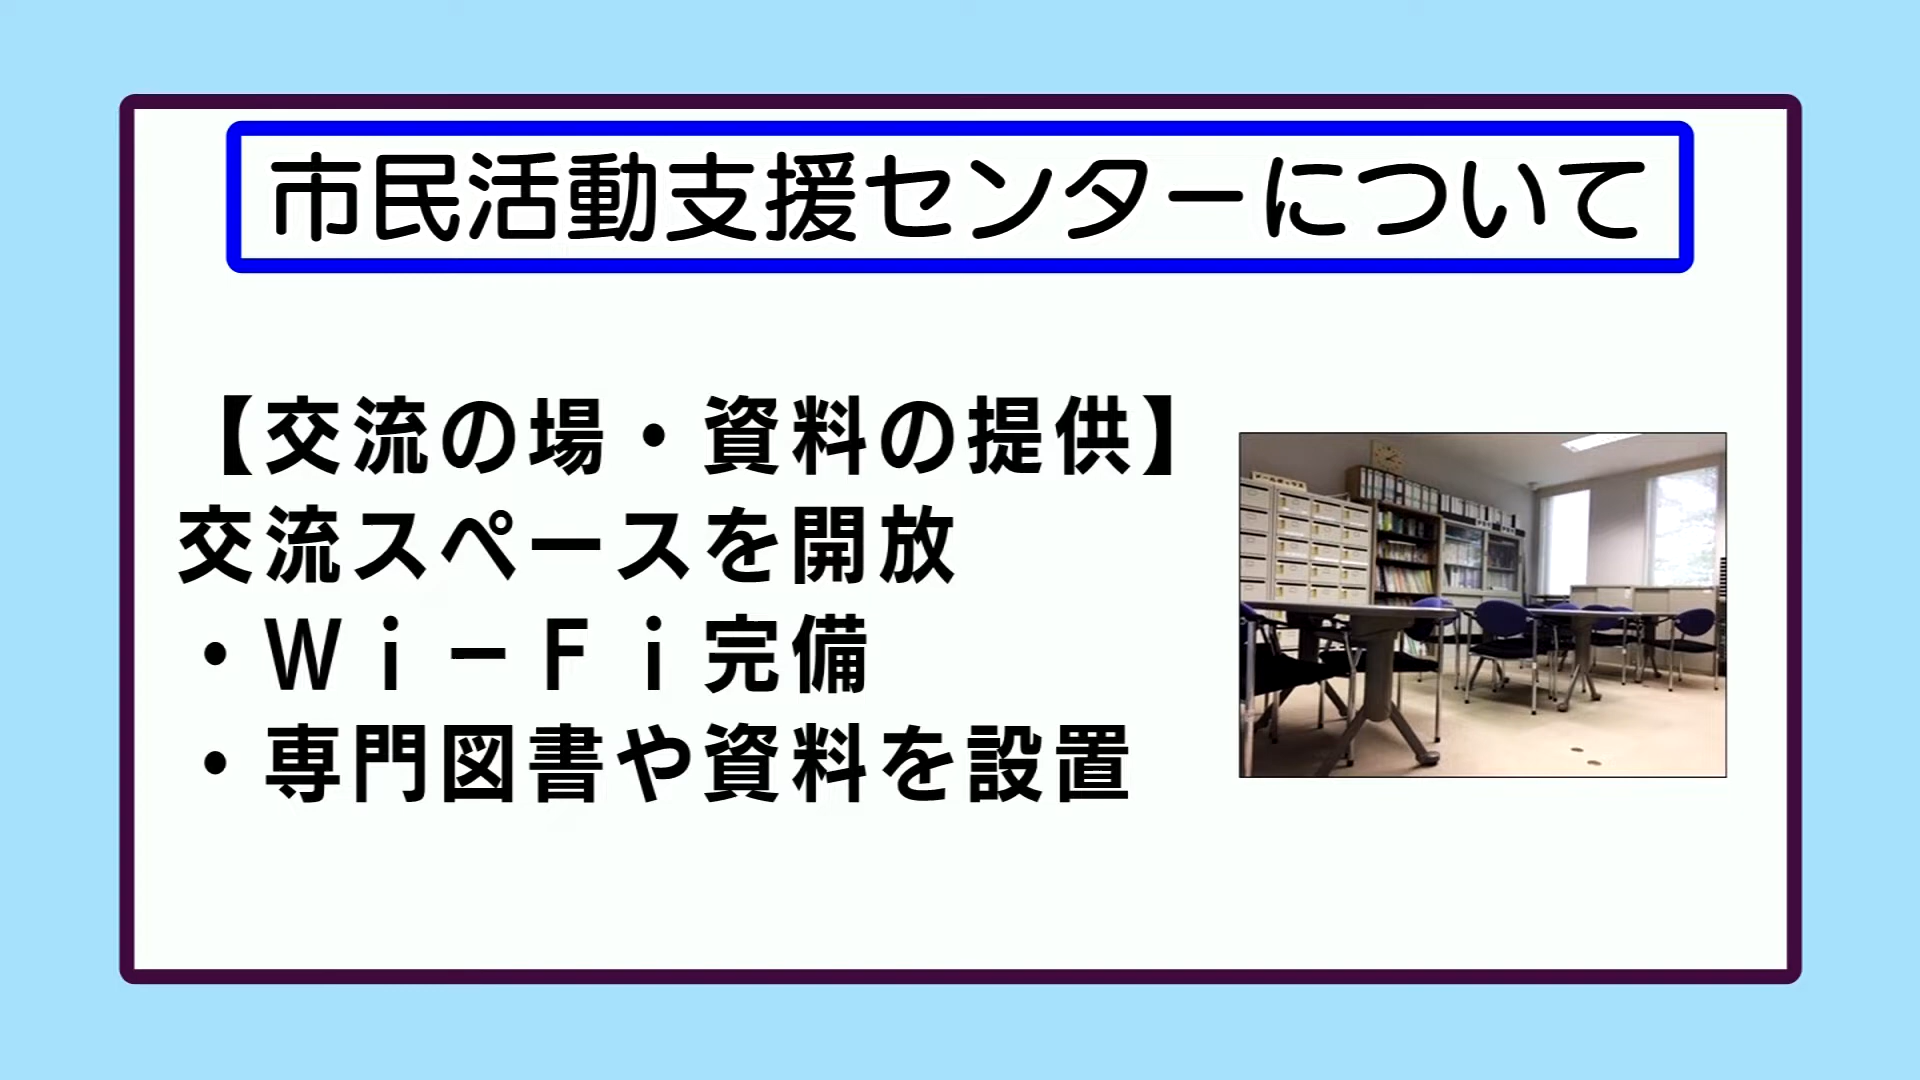 市民活動支援センターについて
【交流の場・資料の提供】
交流スペースを開放
・Ｗｉ－Ｆｉ完備
・専門図書や資料を設置